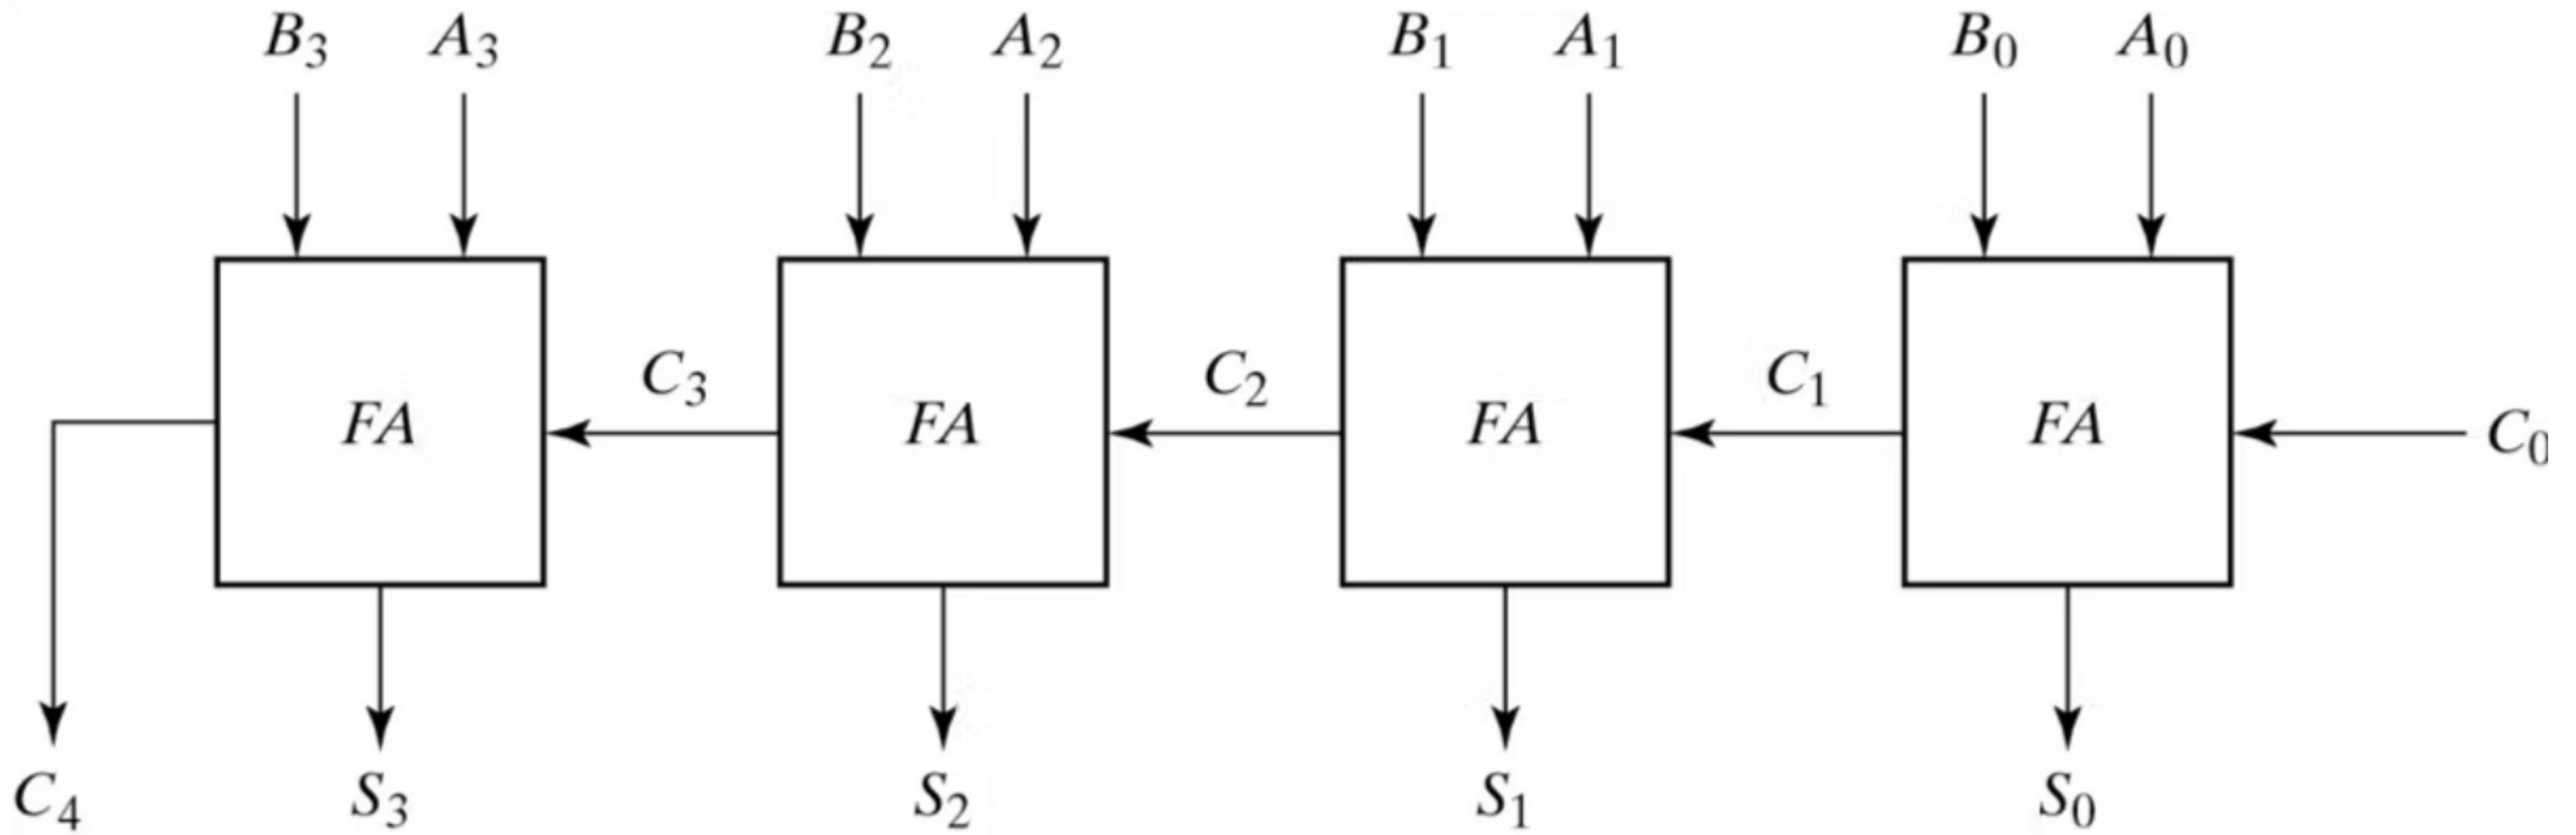 B₃ A₃ B₂ A₂ B₁ A₁ B₀ A₀
C₃ C₂ C₁
FA FA FA FA C₀
C₄ S₃ S₂ S₁ S₀